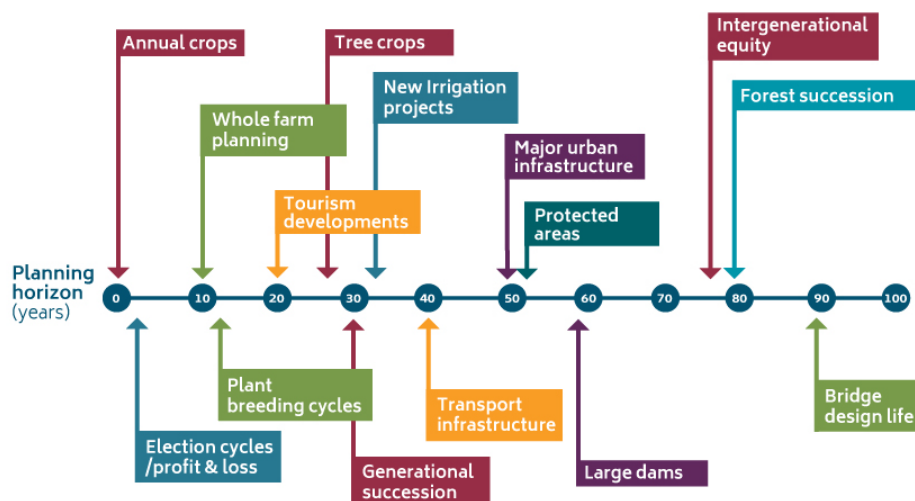 Annual crops
Tree crops
Intergenerational
equity
New Irrigation
projects
Forest succession
Whole farm
planning
Major urban
infrastructure
Tourism
developments
Protected
areas
Planning
horizon
(years)
0 10 20 30 40 50 60 70 80 90 100
Plant
breeding cycles
Transport
infrastructure
Bridge
design life
Election cycles
/profit & loss
Generational
succession
Large dams